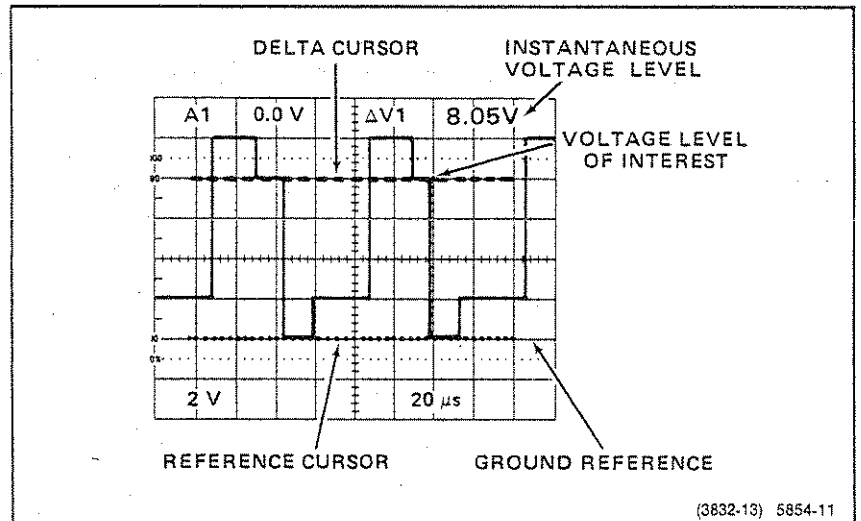 DELTA CURSOR
INSTANTANEOUS
VOLTAGE LEVEL
A1 0.0 V ΔV1 8.05V
VOLTAGE LEVEL
OF INTEREST
100
90
10
0%
2 V 20 µs
REFERENCE CURSOR GROUND REFERENCE
(3832-13) 5854-11